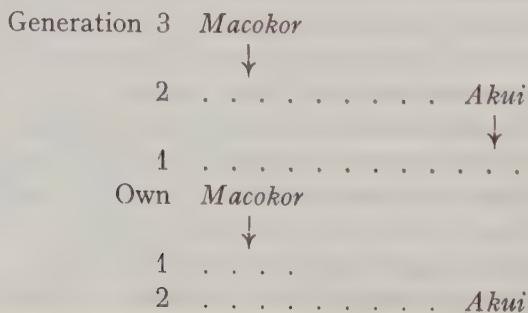 Generation 3 Macokor
2 . . . . . . . . . . Akui
1 . . . . . . . . . . . . .
Own Macokor
1 . . . .
2 . . . . . . . . . . Akui